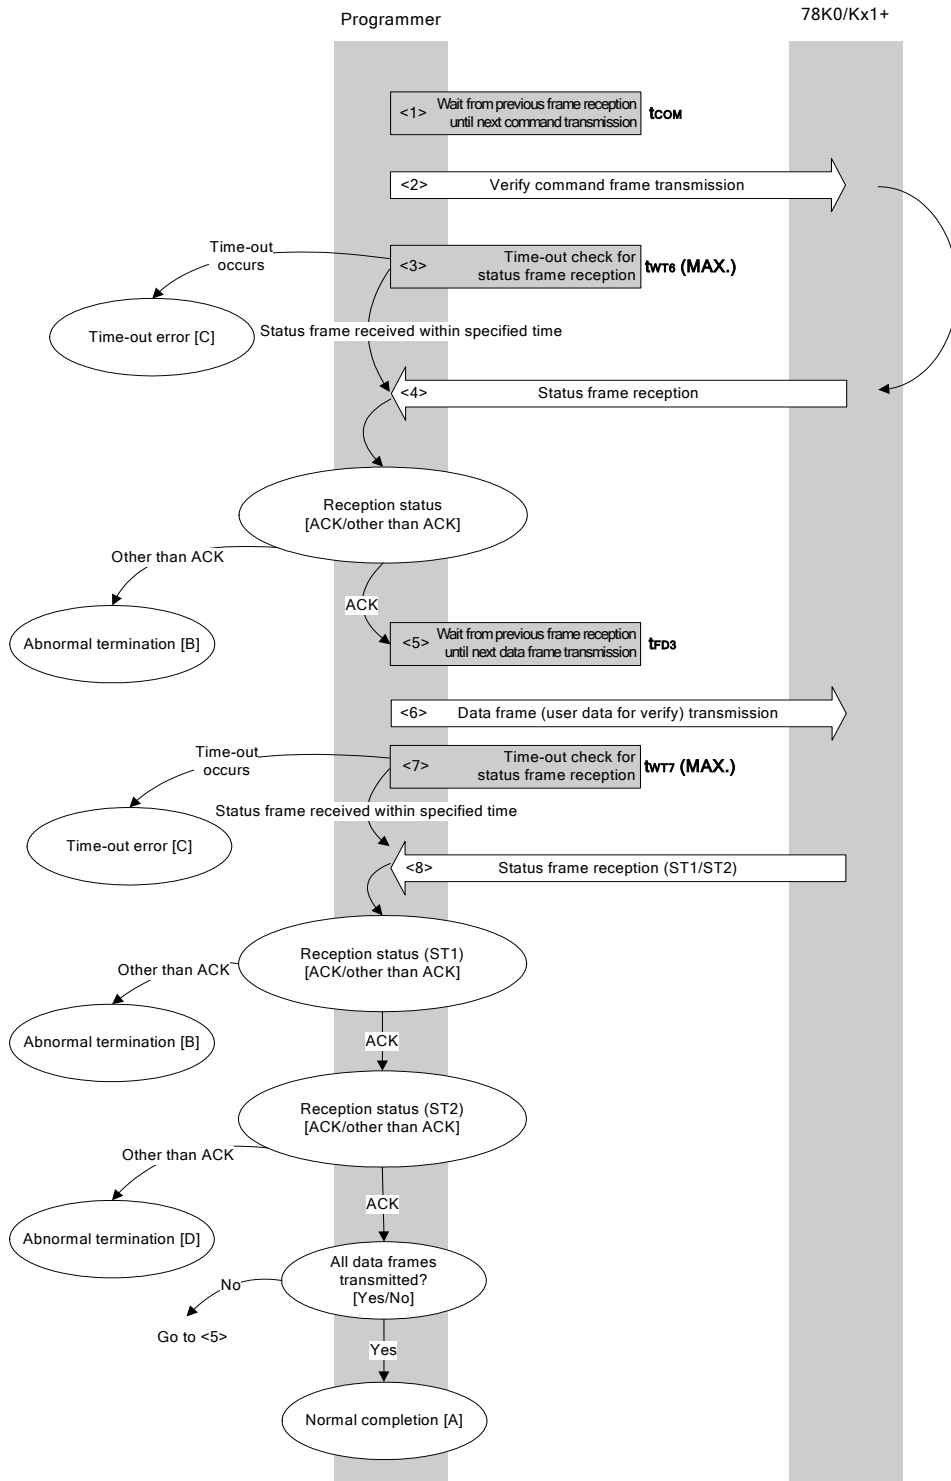 Programmer
78K0/Kx1+
<1>
Wait from previous frame reception
until next command transmission
tCOM
<2>
Verify command frame transmission
Time-out
occurs
<3>
Time-out check for
status frame reception
tWT6 (MAX.)
Time-out error [C]
Status frame received within specified time
<4>
Status frame reception
Reception status
[ACK/other than ACK]
Other than ACK
ACK
Abnormal termination [B]
<5>
Wait from previous frame reception
until next data frame transmission
tFD3
<6>
Data frame (user data for verify) transmission
Time-out
occurs
<7>
Time-out check for
status frame reception
tWT7 (MAX.)
Status frame received within specified time
Time-out error [C]
<8>
Status frame reception (ST1/ST2)
Reception status (ST1)
[ACK/other than ACK]
Other than ACK
Abnormal termination [B]
ACK
Reception status (ST2)
[ACK/other than ACK]
Other than ACK
ACK
Abnormal termination [D]
All data frames
transmitted?
[Yes/No]
No
Go to <5>
Yes
Normal completion [A]